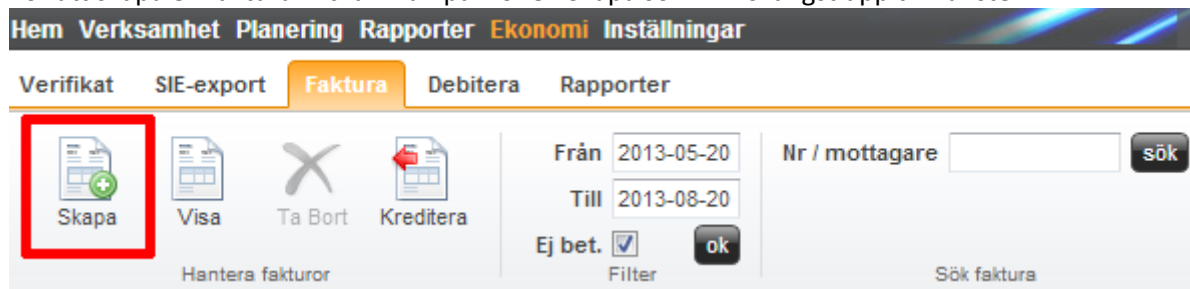 Hem Verksamhet Planering Rapporter Ekonomi Inställningar
Verifikat SIE-export Faktura Debitera Rapporter
Skapa Visa Ta Bort Kreditera
Hantera fakturor
Från 2013-05-20
Till 2013-08-20
Ej bet. ok
Filter
Nr / mottagare sök
Sök faktura